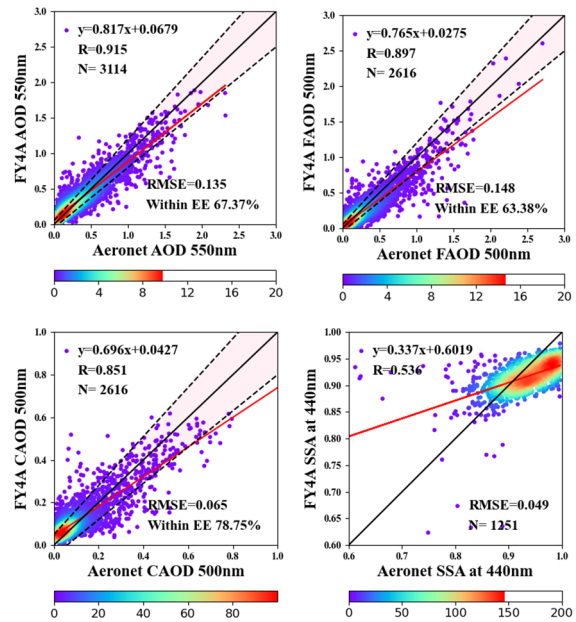 3.0
2.5
2.0
1.5
1.0
0.5
0.0
FY4A AOD 550nm
y=0.817x+0.0679
R=0.915
N= 3114
RMSE=0.135
Within EE 67.37%
0.0 0.5 1.0 1.5 2.0 2.5 3.0
Aeronet AOD 550nm
0 4 8 12 16 20
3.0
2.5
2.0
1.5
1.0
0.5
0.0
FY4A FAOD 500nm
y=0.765x+0.0275
R=0.897
N= 2616
RMSE=0.148
Within EE 63.38%
0.0 0.5 1.0 1.5 2.0 2.5 3.0
Aeronet FAOD 500nm
0 4 8 12 16 20
1.0
0.8
0.6
0.4
0.2
0.0
FY4A CAOD 500nm
y=0.696x+0.0427
R=0.851
N= 2616
RMSE=0.065
Within EE 78.75%
0.0 0.2 0.4 0.6 0.8 1.0
Aeronet CAOD 500nm
0 20 40 60 80
1.00
0.95
0.90
0.85
0.80
0.75
0.70
0.65
0.60
FY4A SSA at 440nm
y=0.337x+0.6019
R=0.536
RMSE=0.049
N= 1251
0.6 0.7 0.8 0.9 1.0
Aeronet SSA at 440nm
0 50 100 150 200